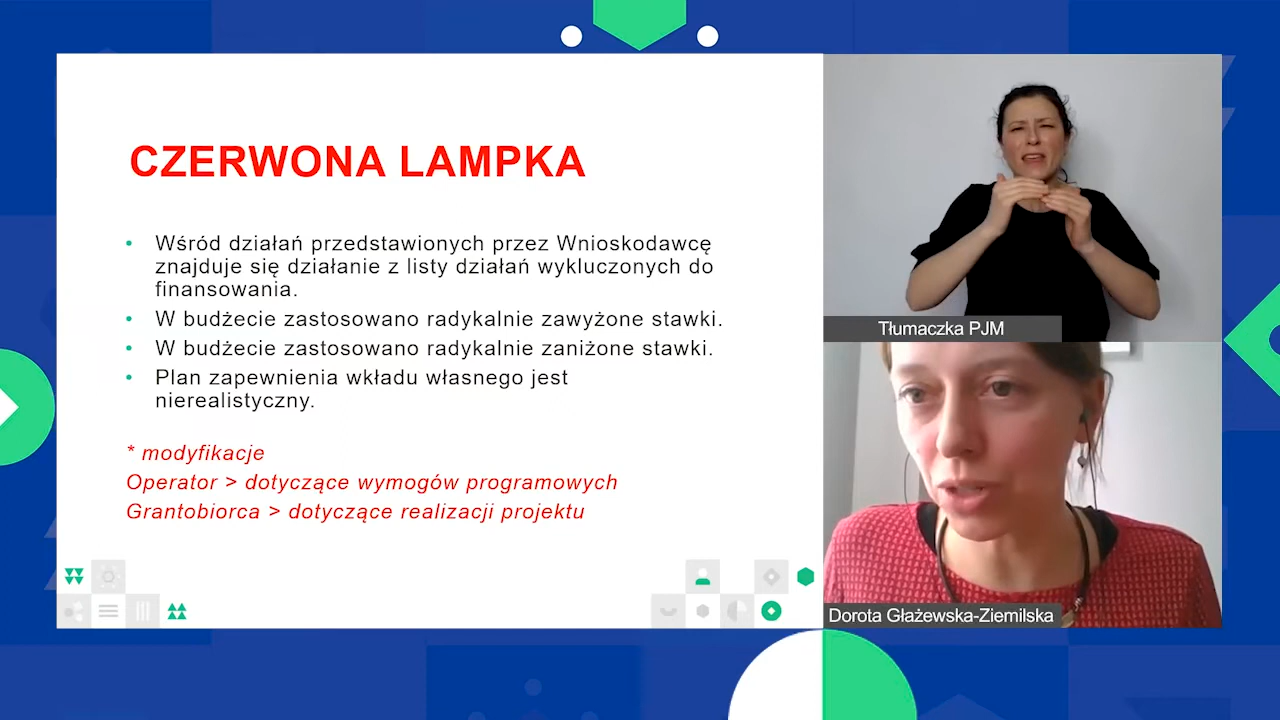 CZERWONA LAMPKA
• Wśród działań przedstawionych przez Wnioskodawcę
znajduje się działanie z listy działań wykluczonych do
finansowania.
• W budżecie zastosowano radykalnie zawyżone stawki.
• W budżecie zastosowano radykalnie zaniżone stawki.
• Plan zapewnienia wkładu własnego jest
nierealistyczny.
* modyfikacje
Operator > dotyczące wymogów programowych
Grantobiorca > dotyczące realizacji projektu
Tłumaczka PJM
Dorota Głażewska-Ziemilska